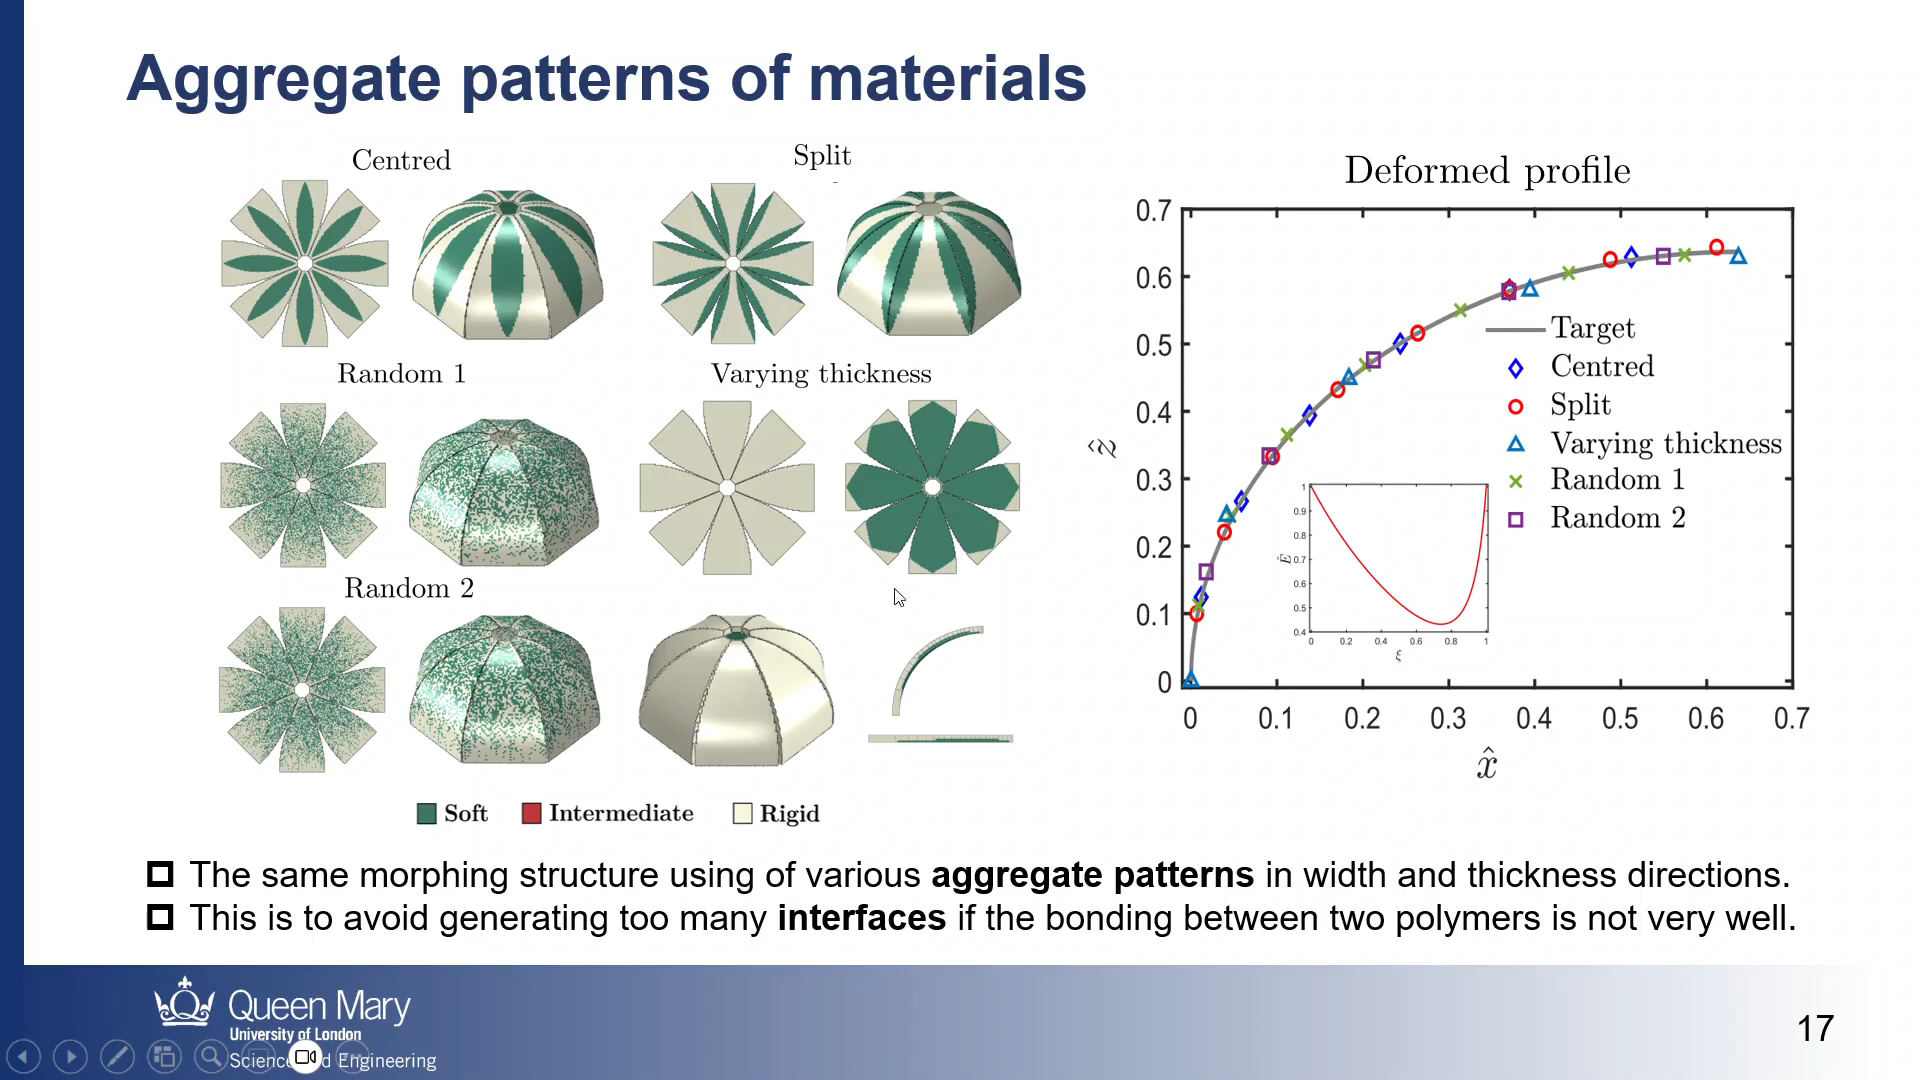 Aggregate patterns of materials
Centred
Split
Random 1
Varying thickness
Random 2
Soft
Intermediate
Rigid
Deformed profile
0.7
0.6
0.5
0.4
0.3
0.2
0.1
0
ẑ
0 0.1 0.2 0.3 0.4 0.5 0.6 0.7
x̂
Target
Centred
Split
Varying thickness
Random 1
Random 2
1
0.9
0.8
0.7
0.6
0.5
0.4
Ê
0 0.2 0.4 0.6 0.8 1
ξ
The same morphing structure using of various aggregate patterns in width and thickness directions.
This is to avoid generating too many interfaces if the bonding between two polymers is not very well.
Queen Mary
University of London
Science d Engineering
17